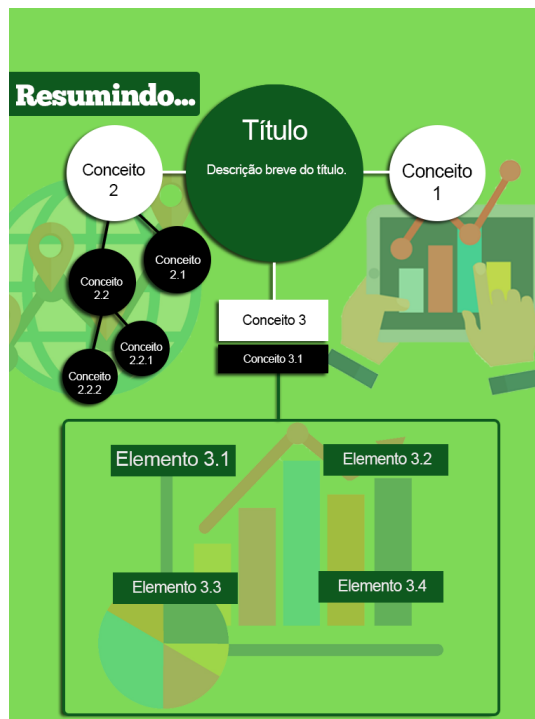 Resumindo...
Título
Descrição breve do título.
Conceito
2
Conceito
1
Conceito
2.1
Conceito
2.2
Conceito
2.2.1
Conceito
2.2.2
Conceito 3
Conceito 3.1
Elemento 3.1
Elemento 3.2
Elemento 3.3
Elemento 3.4